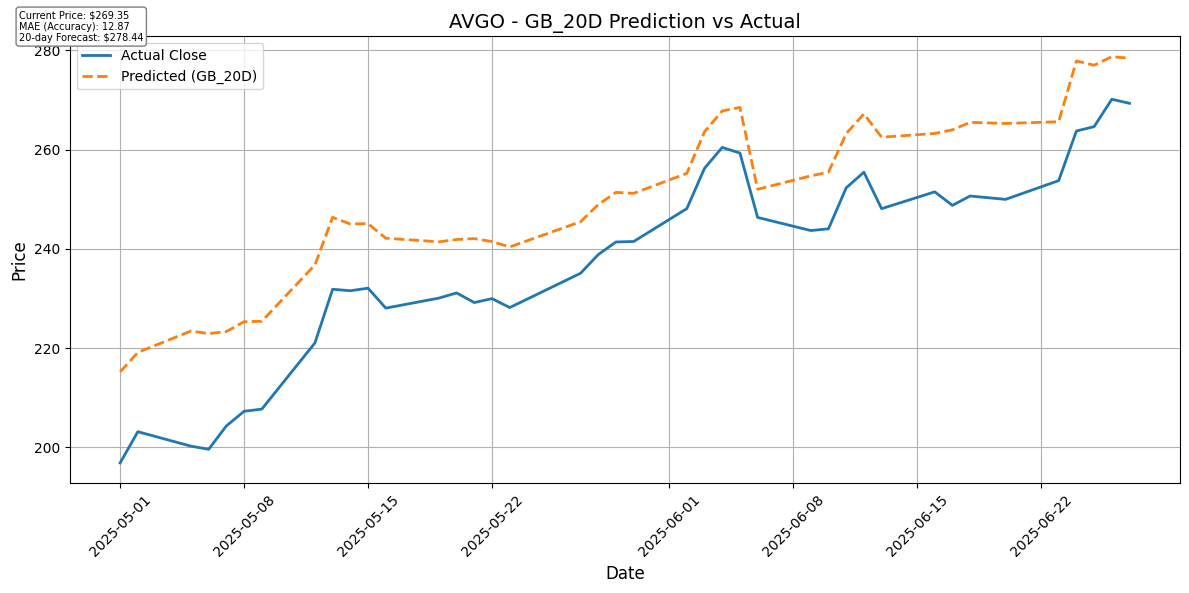 AVGO - GB_20D Prediction vs Actual
Current Price: $269.35
MAE (Accuracy): 12.87
20-day Forecast: $278.44
Actual Close
Predicted (GB_20D)
Price
280
260
240
220
200
2025-05-01
2025-05-08
2025-05-15
2025-05-22
2025-06-01
2025-06-08
2025-06-15
2025-06-22
Date